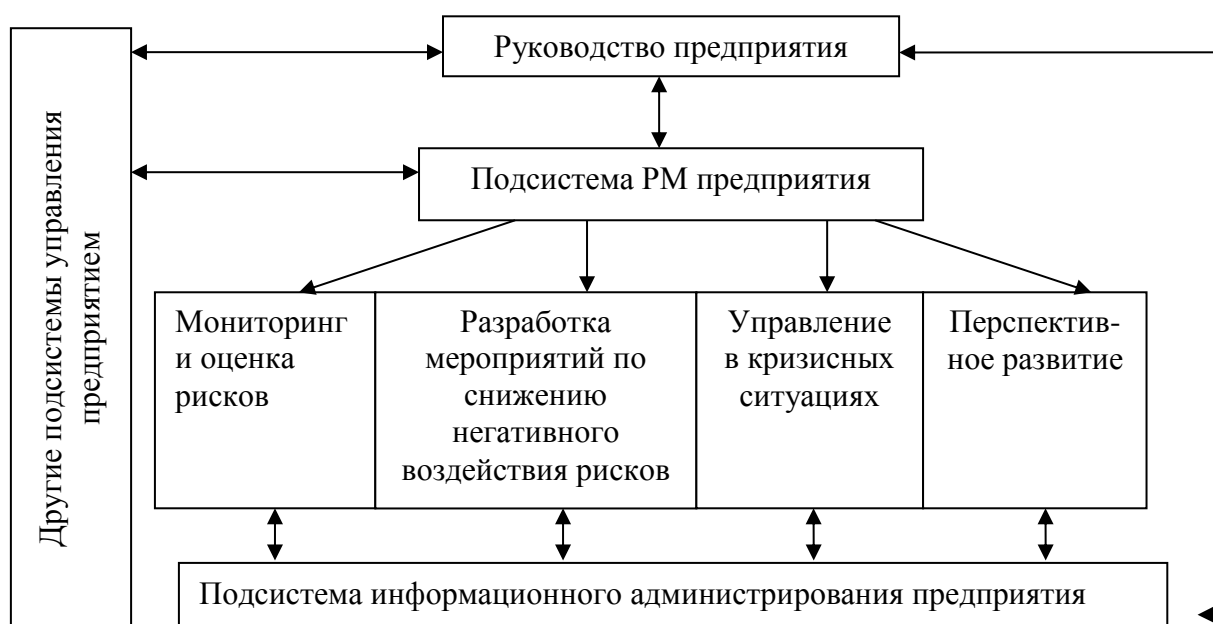 Руководство предприятия
Другие подсистемы управления
предприятием
Подсистема РМ предприятия
Мониторинг
и оценка
рисков
Разработка
мероприятий по
снижению
негативного
воздействия рисков
Управление
в кризисных
ситуациях
Перспектив-
ное развитие
Подсистема информационного администрирования предприятия